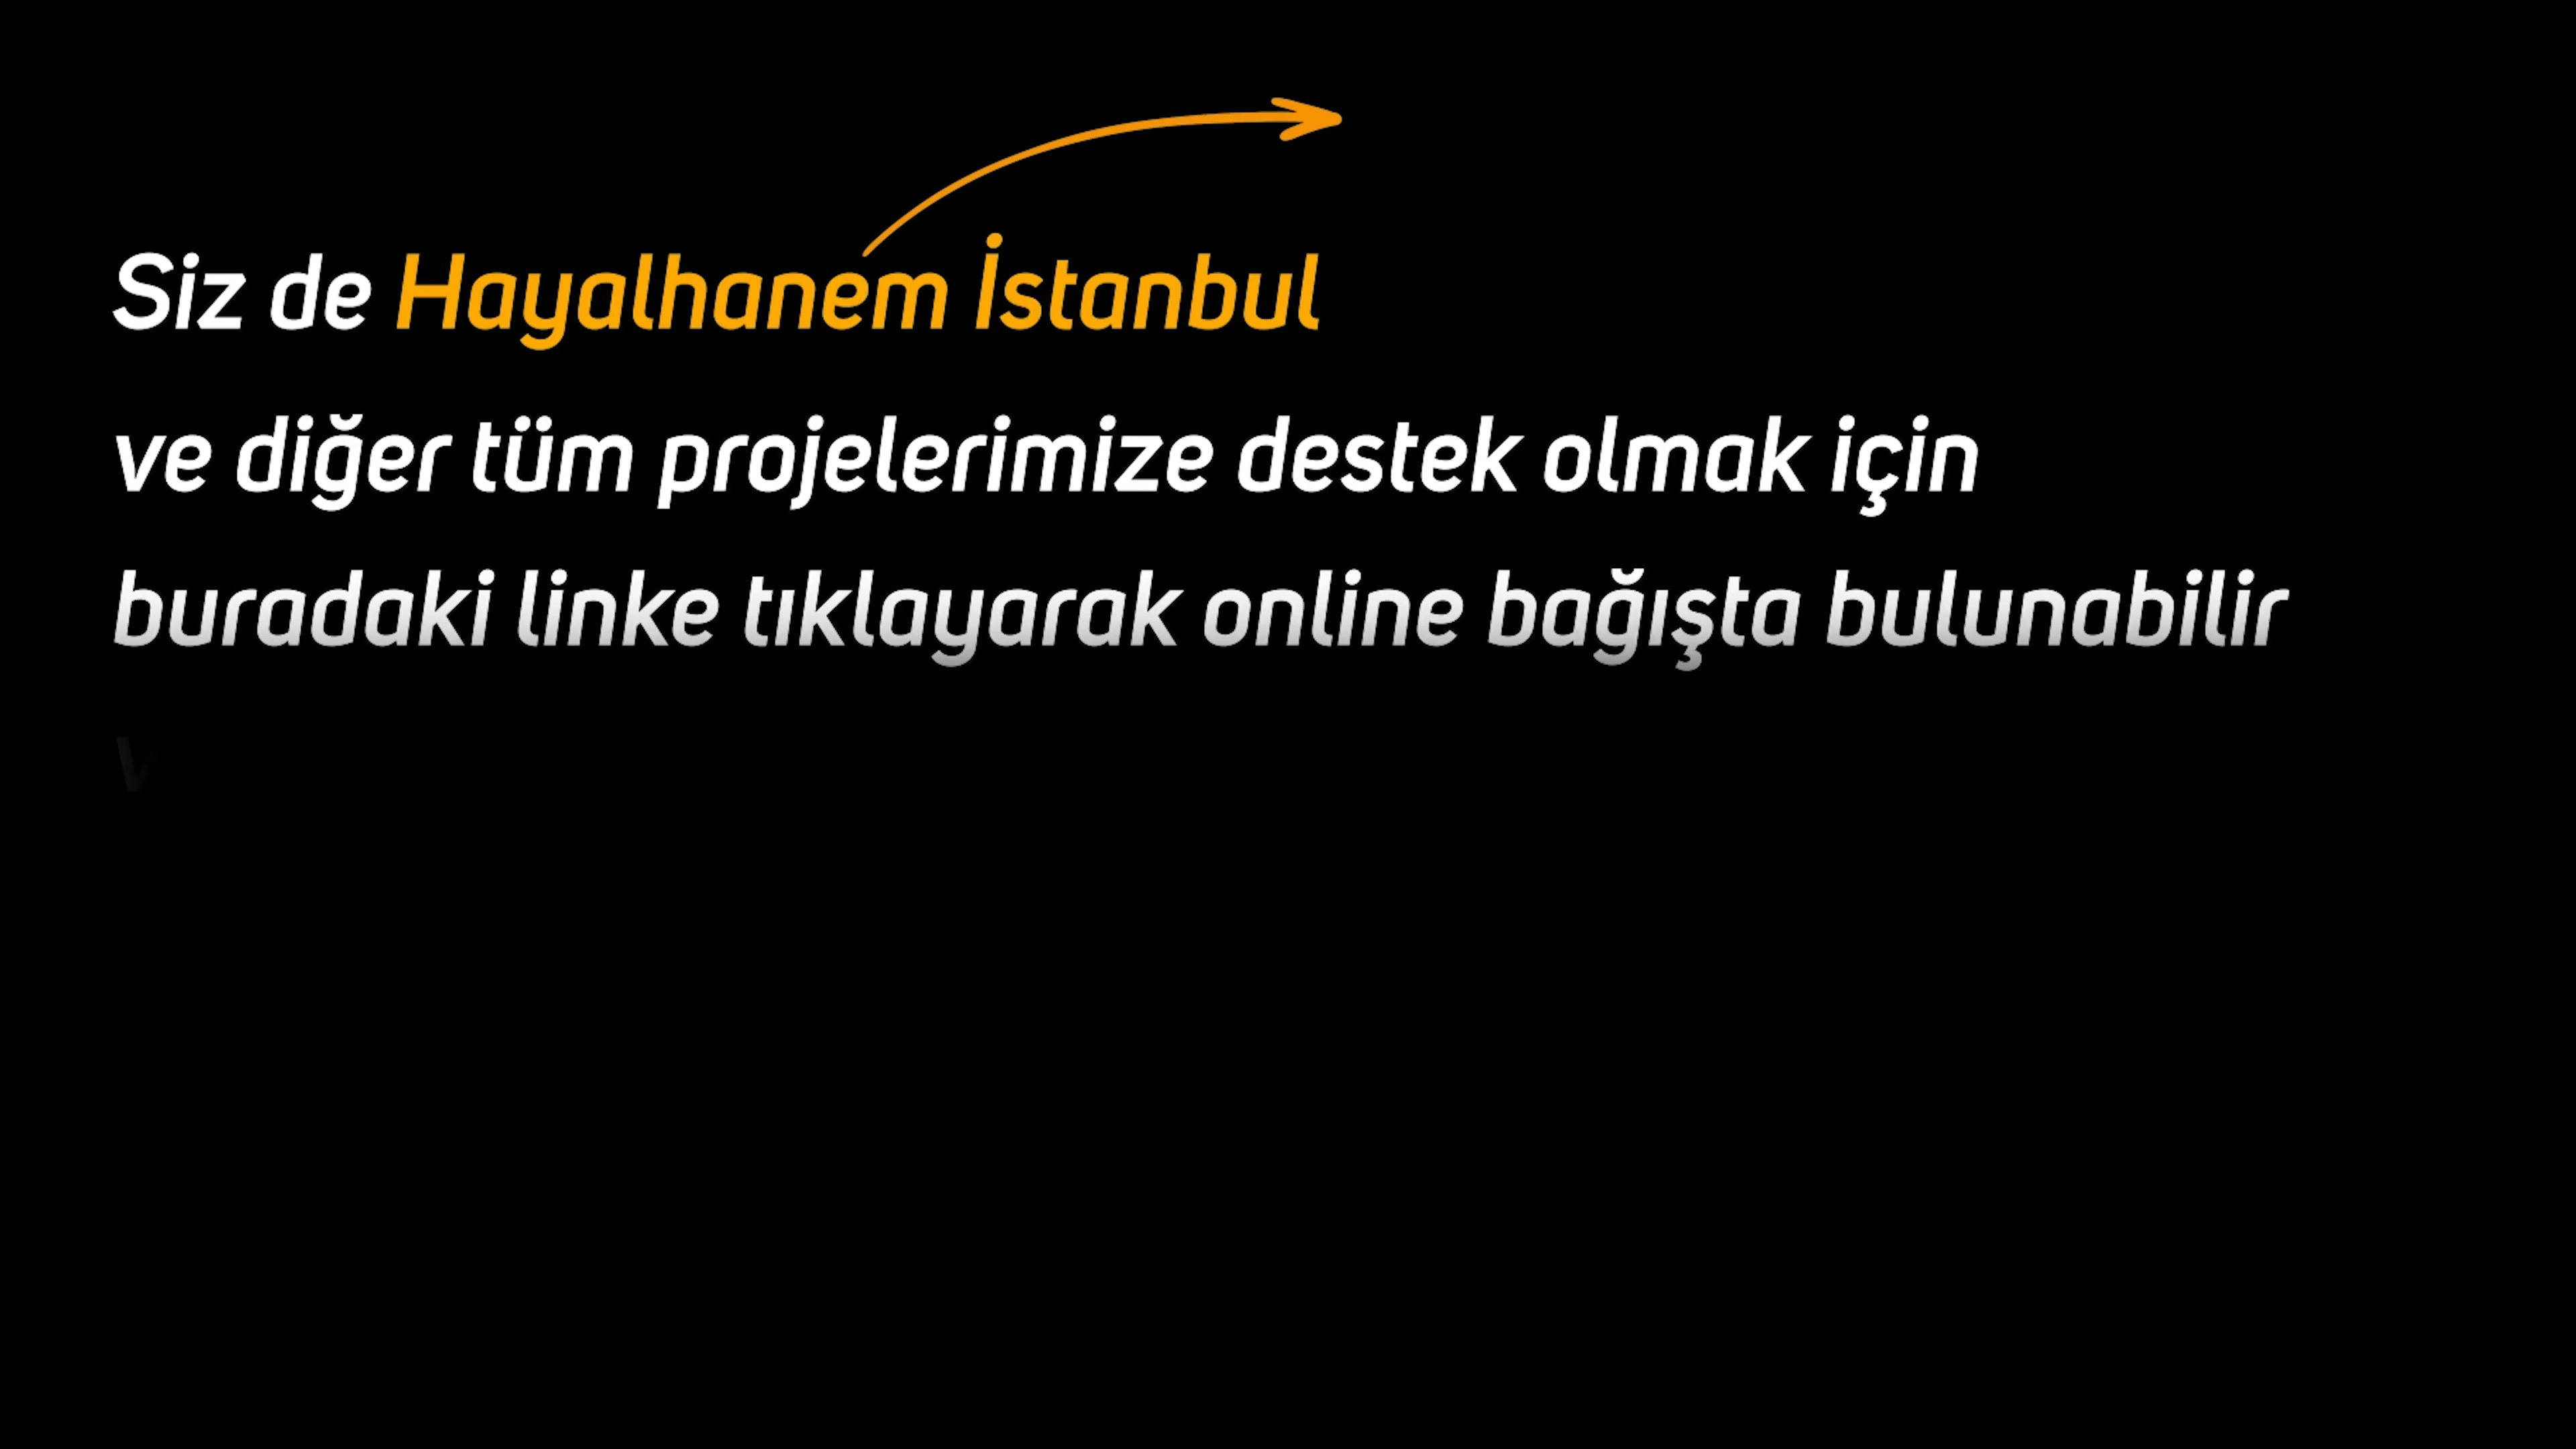 Siz de Hayalhanem İstanbul
ve diğer tüm projelerimize destek olmak için
buradaki linke tıklayarak online bağışta bulunabilir